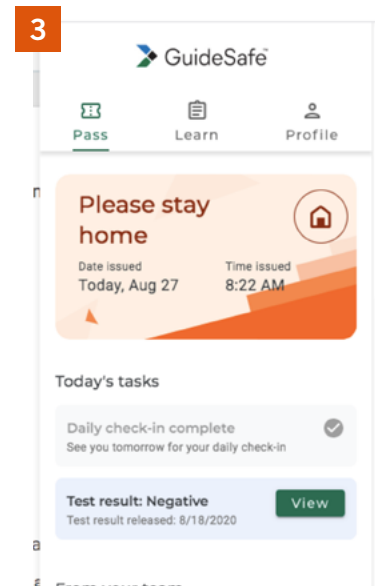 3
GuideSafe™
Pass Learn Profile
Please stay
home
Date issued Time issued
Today, Aug 27 8:22 AM
Today's tasks
Daily check-in complete
See you tomorrow for your daily check-in
Test result: Negative View
Test result released: 8/18/2020